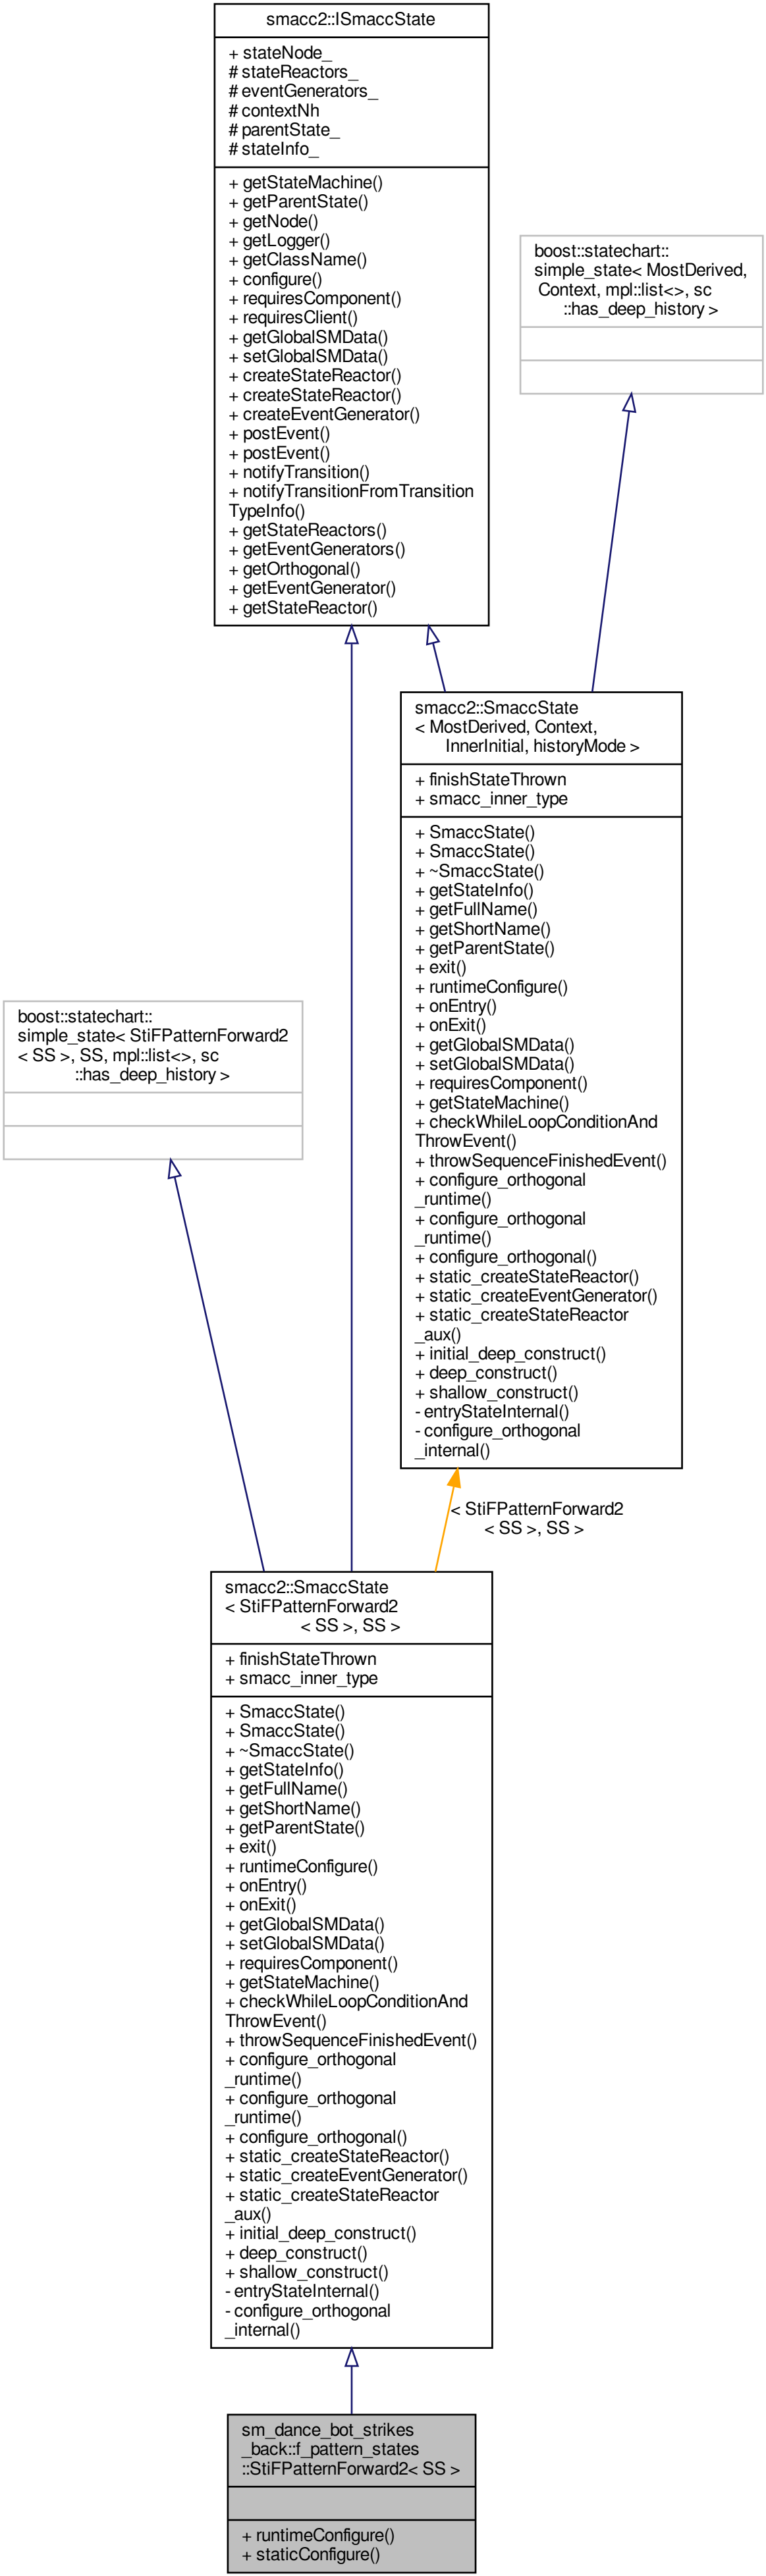 smacc2::ISmaccState
+ stateNode_
# stateReactors_
# eventGenerators_
# contextNh
# parentState_
# stateInfo_
+ getStateMachine()
+ getParentState()
+ getNode()
+ getLogger()
+ getClassName()
+ configure()
+ requiresComponent()
+ requiresClient()
+ getGlobalSMData()
+ setGlobalSMData()
+ createStateReactor()
+ createStateReactor()
+ createEventGenerator()
+ postEvent()
+ postEvent()
+ notifyTransition()
+ notifyTransitionFromTransition
TypeInfo()
+ getStateReactors()
+ getEventGenerators()
+ getOrthogonal()
+ getEventGenerator()
+ getStateReactor()
boost::statechart::
simple_state< MostDerived,
Context, mpl::list<>, sc
::has_deep_history >
smacc2::SmaccState
< MostDerived, Context,
InnerInitial, historyMode >
+ finishStateThrown
+ smacc_inner_type
+ SmaccState()
+ SmaccState()
+ ~SmaccState()
+ getStateInfo()
+ getFullName()
+ getShortName()
+ getParentState()
+ exit()
+ runtimeConfigure()
+ onEntry()
+ onExit()
+ getGlobalSMData()
+ setGlobalSMData()
+ requiresComponent()
+ getStateMachine()
+ checkWhileLoopConditionAnd
ThrowEvent()
+ throwSequenceFinishedEvent()
+ configure_orthogonal
_runtime()
+ configure_orthogonal
_runtime()
+ configure_orthogonal()
+ static_createStateReactor()
+ static_createEventGenerator()
+ static_createStateReactor
_aux()
+ initial_deep_construct()
+ deep_construct()
+ shallow_construct()
- entryStateInternal()
- configure_orthogonal
_internal()
boost::statechart::
simple_state< StiFPatternForward2
< SS >, SS, mpl::list<>, sc
::has_deep_history >
< StiFPatternForward2
< SS >, SS >
smacc2::SmaccState
< StiFPatternForward2
< SS >, SS >
+ finishStateThrown
+ smacc_inner_type
+ SmaccState()
+ SmaccState()
+ ~SmaccState()
+ getStateInfo()
+ getFullName()
+ getShortName()
+ getParentState()
+ exit()
+ runtimeConfigure()
+ onEntry()
+ onExit()
+ getGlobalSMData()
+ setGlobalSMData()
+ requiresComponent()
+ getStateMachine()
+ checkWhileLoopConditionAnd
ThrowEvent()
+ throwSequenceFinishedEvent()
+ configure_orthogonal
_runtime()
+ configure_orthogonal
_runtime()
+ configure_orthogonal()
+ static_createStateReactor()
+ static_createEventGenerator()
+ static_createStateReactor
_aux()
+ initial_deep_construct()
+ deep_construct()
+ shallow_construct()
- entryStateInternal()
- configure_orthogonal
_internal()
sm_dance_bot_strikes
_back::f_pattern_states
::StiFPatternForward2< SS >
+ runtimeConfigure()
+ staticConfigure()